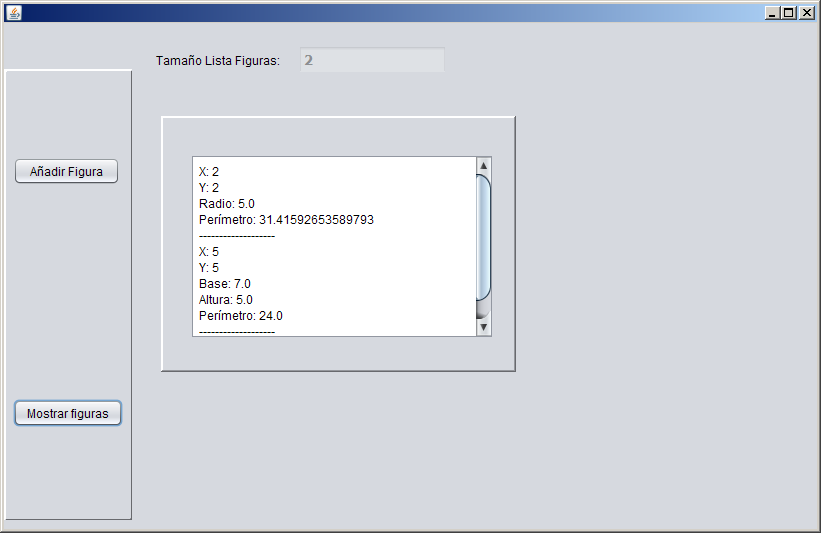 Tamaño Lista Figuras: 2
Añadir Figura
X: 2
Y: 2
Radio: 5.0
Perímetro: 31.41592653589793
-------------------
X: 5
Y: 5
Base: 7.0
Altura: 5.0
Perímetro: 24.0
-------------------
Mostrar figuras